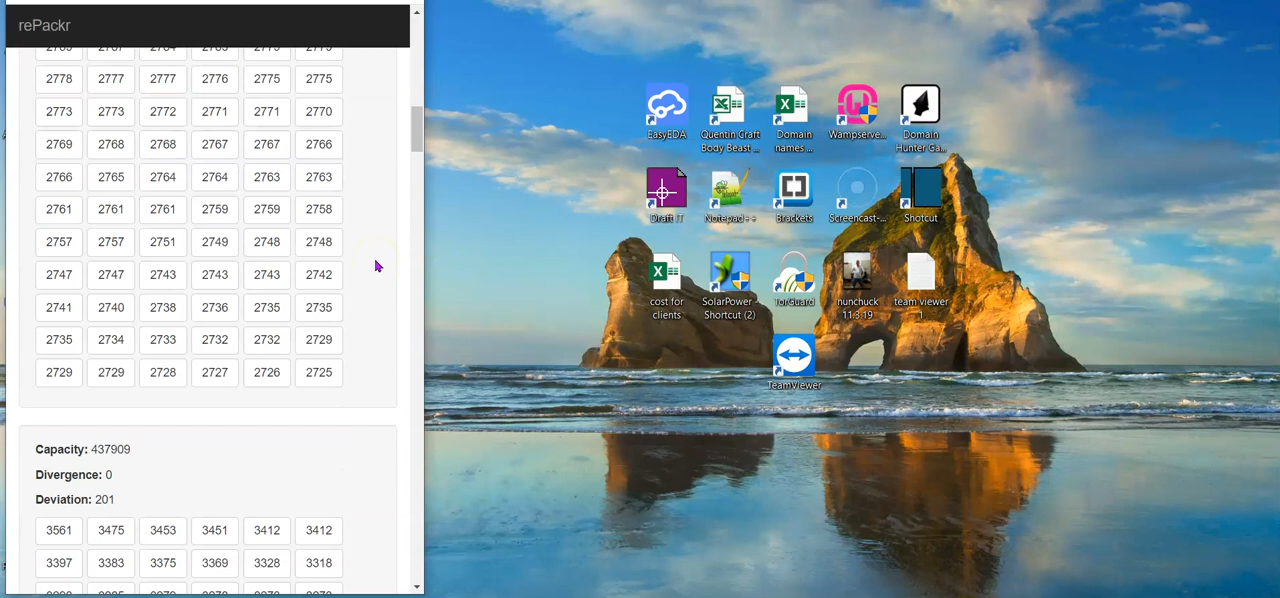 rePackr
2778 2777 2777 2776 2775 2775
2773 2773 2772 2771 2771 2770
2769 2768 2768 2767 2767 2766
2766 2765 2764 2764 2763 2763
2761 2761 2761 2759 2759 2758
2757 2757 2751 2749 2748 2748
2747 2747 2743 2743 2743 2742
2741 2740 2738 2736 2735 2735
2735 2734 2733 2732 2732 2729
2729 2729 2728 2727 2726 2725
Capacity: 437909
Divergence: 0
Deviation: 201
3561 3475 3453 3451 3412 3412
3397 3383 3375 3369 3328 3318
EasyEDA
Quentin Craft
Body Beast ...
Domain
names ...
Wampserve...
Domain
Hunter Ga...
Draft IT
Notepad++
Brackets
Screencast-...
Shotcut
cost for
clients
SolarPower -
Shortcut (2)
TorGuard
nunchuck
11.3.19
team viewer
1
TeamViewer